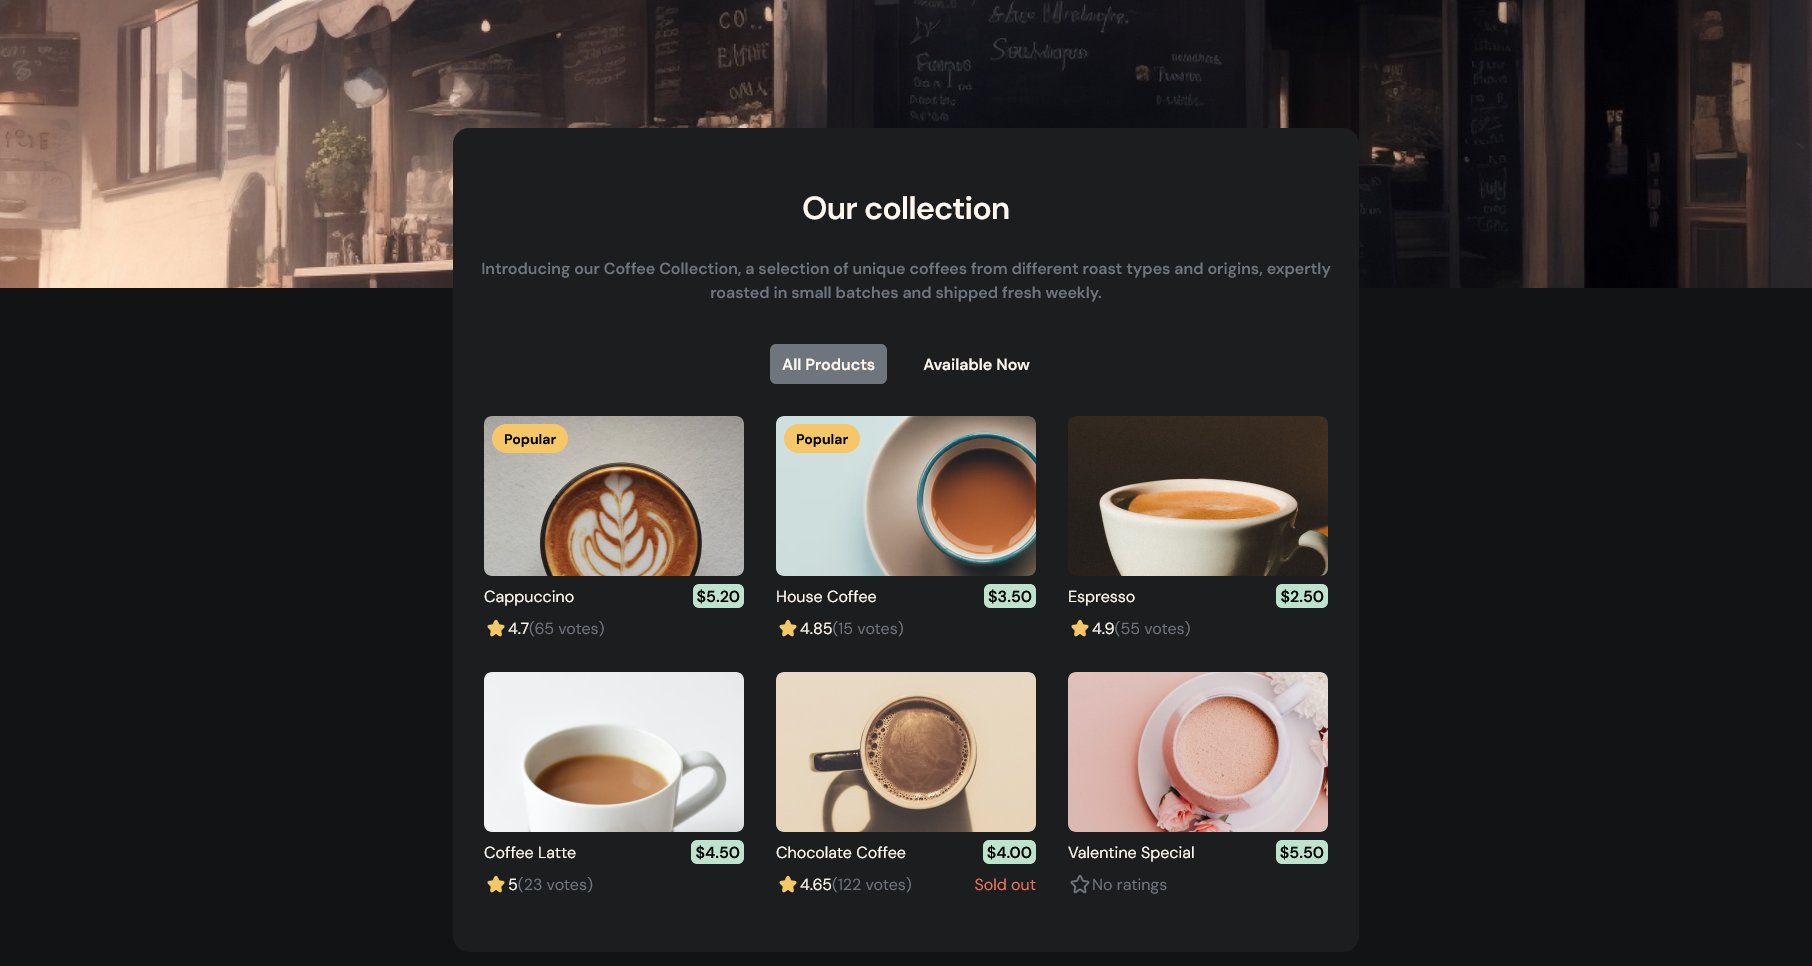 Our collection
Introducing our Coffee Collection, a selection of unique coffees from different roast types and origins, expertly
roasted in small batches and shipped fresh weekly.
All Products
Available Now
Popular
Popular
Cappuccino
$5.20
House Coffee
$3.50
Espresso
$2.50
4.7(65 votes)
4.85(15 votes)
4.9(55 votes)
Coffee Latte
$4.50
Chocolate Coffee
$4.00
Valentine Special
$5.50
5(23 votes)
4.65(122 votes)
Sold out
No ratings